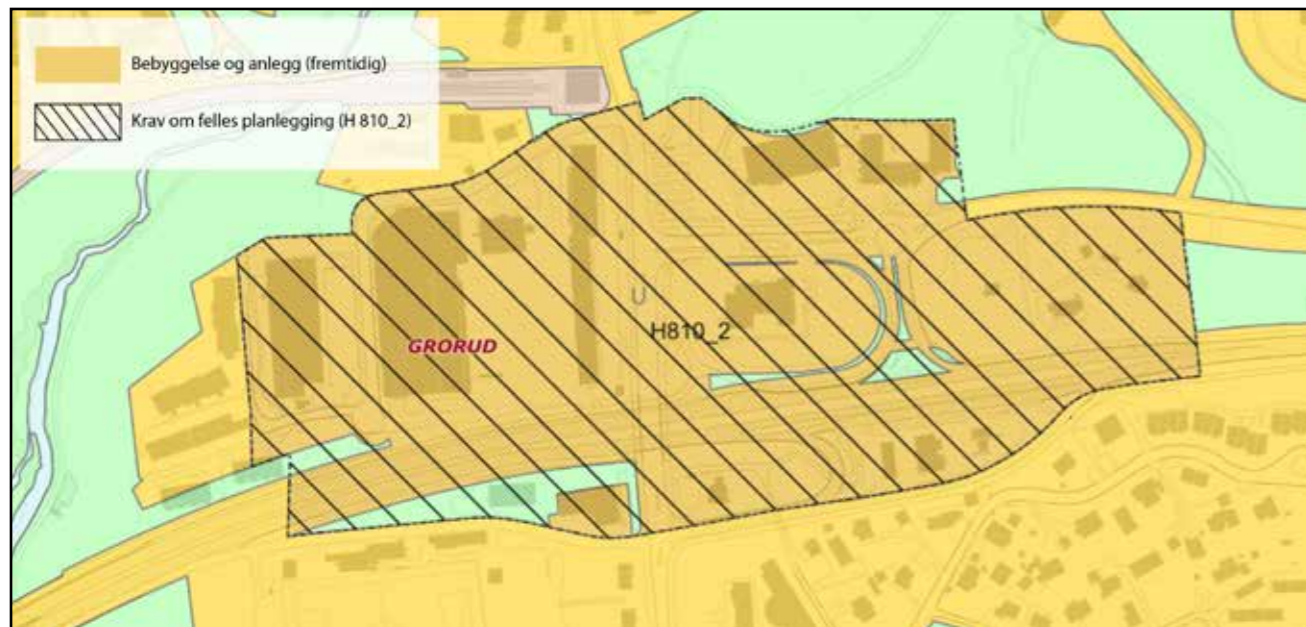 Bebyggelse og anlegg (fremtidig)
Krav om felles planlegging (H 810_2)
U
H810_2
GRORUD